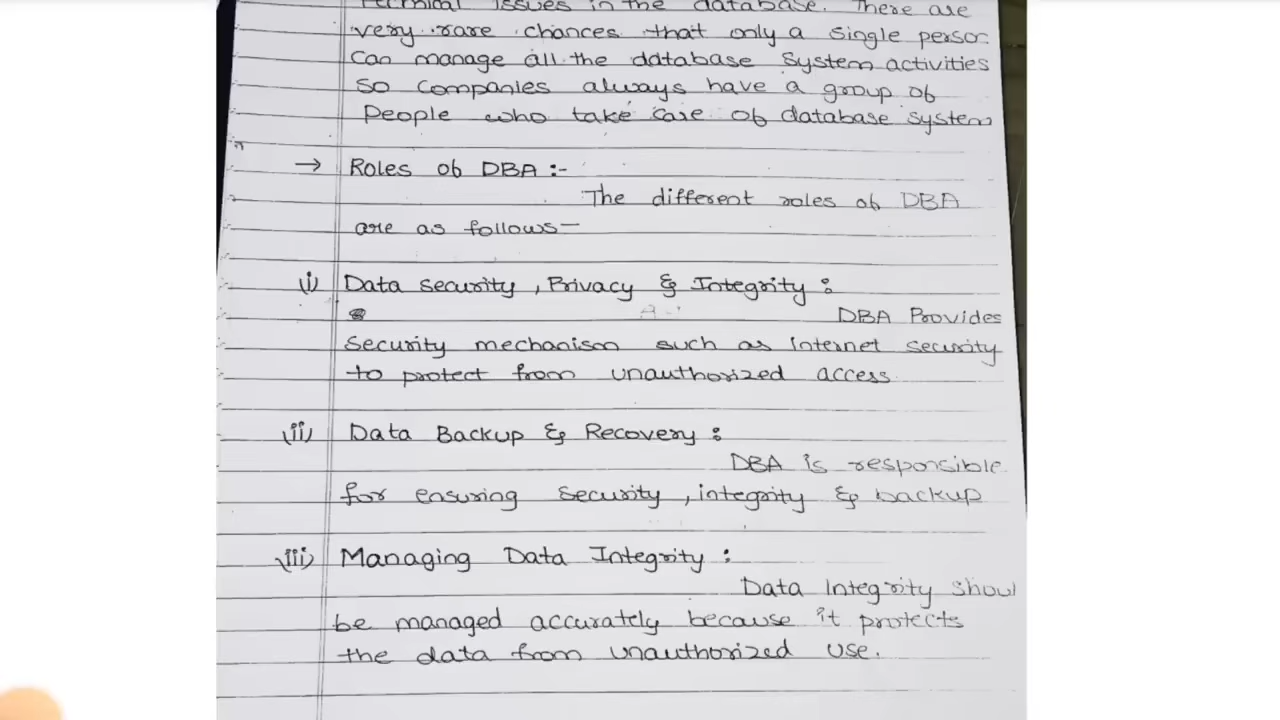 Technical issues in the database. There are
very rare chances that only a single person
can manage all the database system activities
so companies always have a group of
People who take care of database system
→ Roles of DBA :-
The different roles of DBA
are as follows-
(i) Data security, Privacy & Integrity :
DBA Provides
security mechanism such as internet security
to protect from unauthorized access
(ii) Data Backup & Recovery :
DBA is responsible
for ensuring security, integrity & backup
(iii) Managing Data Integrity :
Data Integrity shoul
be managed accurately because it protects
the data from unauthorized use.